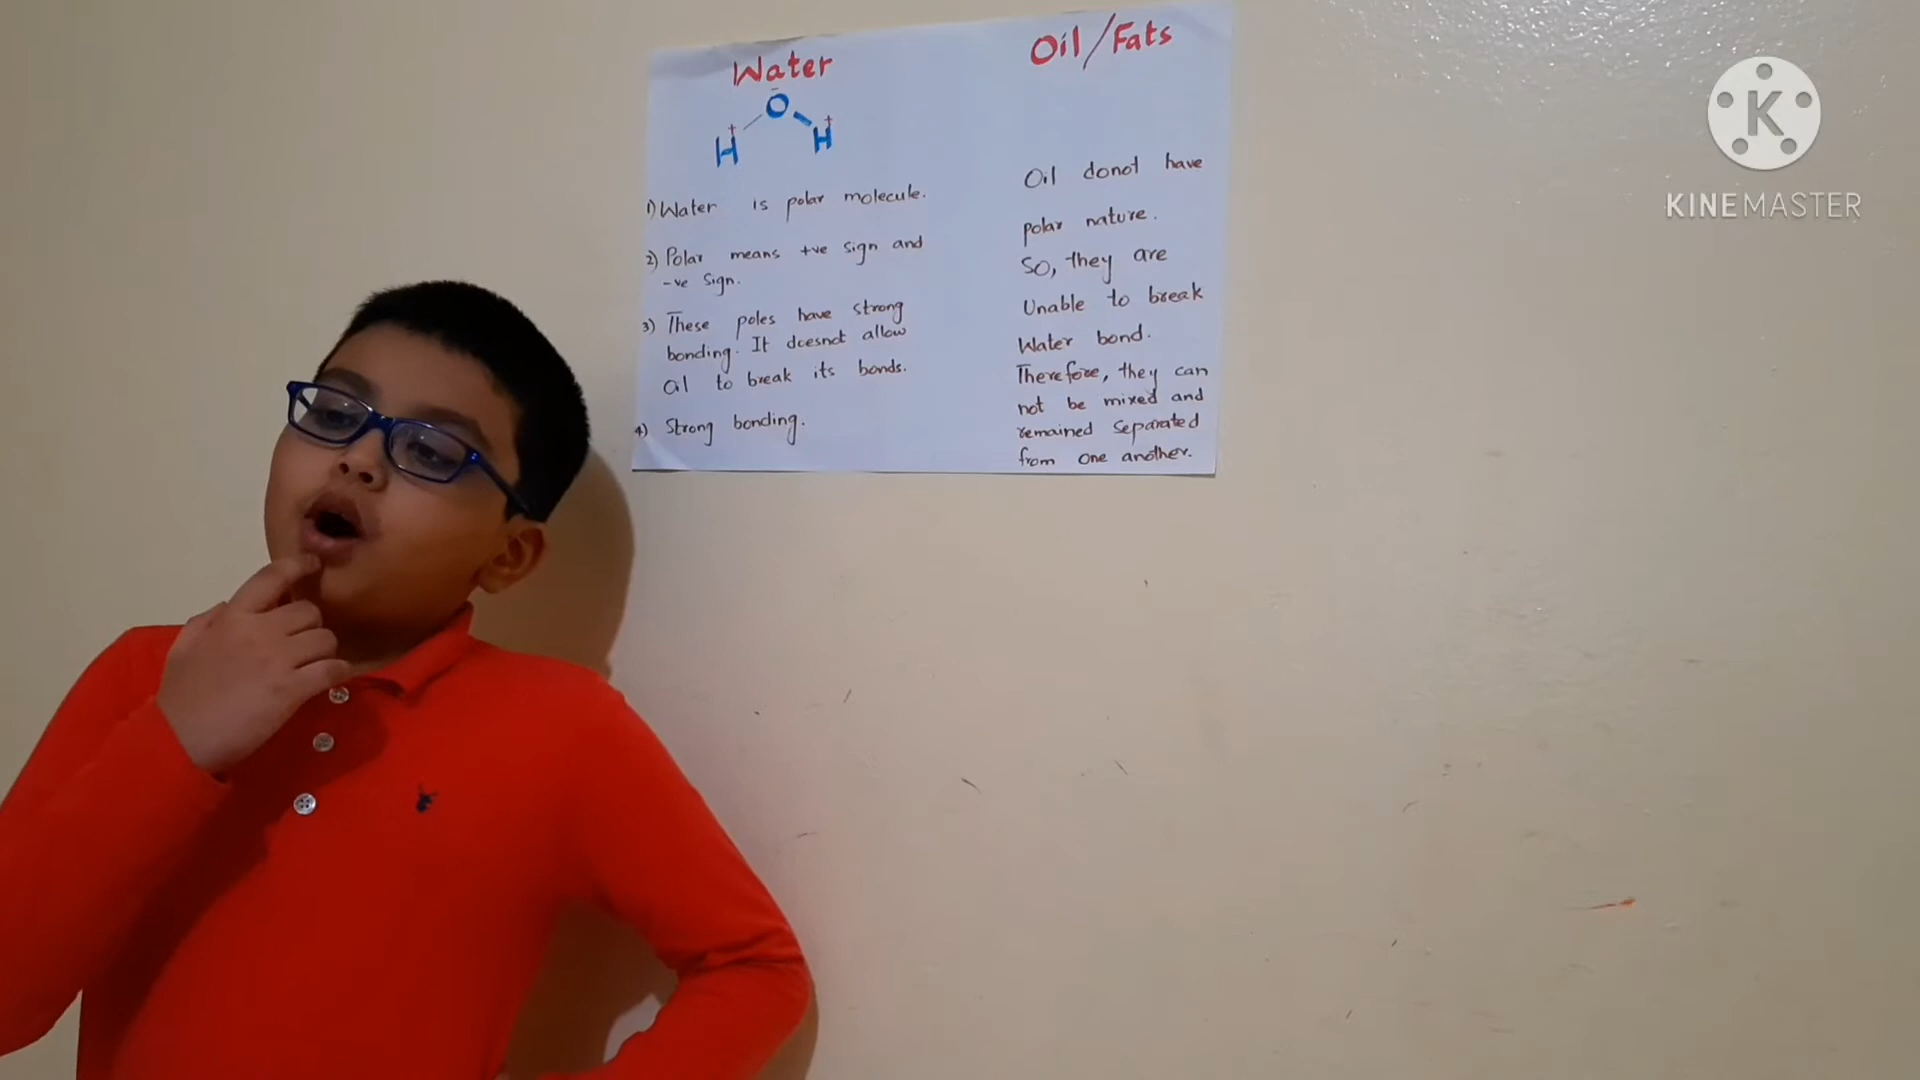 Water
O
H
H
1) Water is polar molecule.
2) Polar means +ve sign and
-ve sign.
3) These poles have strong
bonding. It doesnot allow
Oil to break its bonds.
4) Strong bonding.
Oil/Fats
Oil donot have
polar nature.
So, they are
Unable to break
Water bond.
Therefore, they can
not be mixed and
remained separated
from one another.
K
KINEMASTER